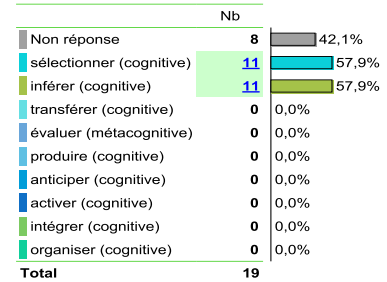 Nb
Non réponse 8 42,1%
sélectionner (cognitive) 11 57,9%
inférer (cognitive) 11 57,9%
transférer (cognitive) 0 0,0%
évaluer (métacognitive) 0 0,0%
produire (cognitive) 0 0,0%
anticiper (cognitive) 0 0,0%
activer (cognitive) 0 0,0%
intégrer (cognitive) 0 0,0%
organiser (cognitive) 0 0,0%
Total 19